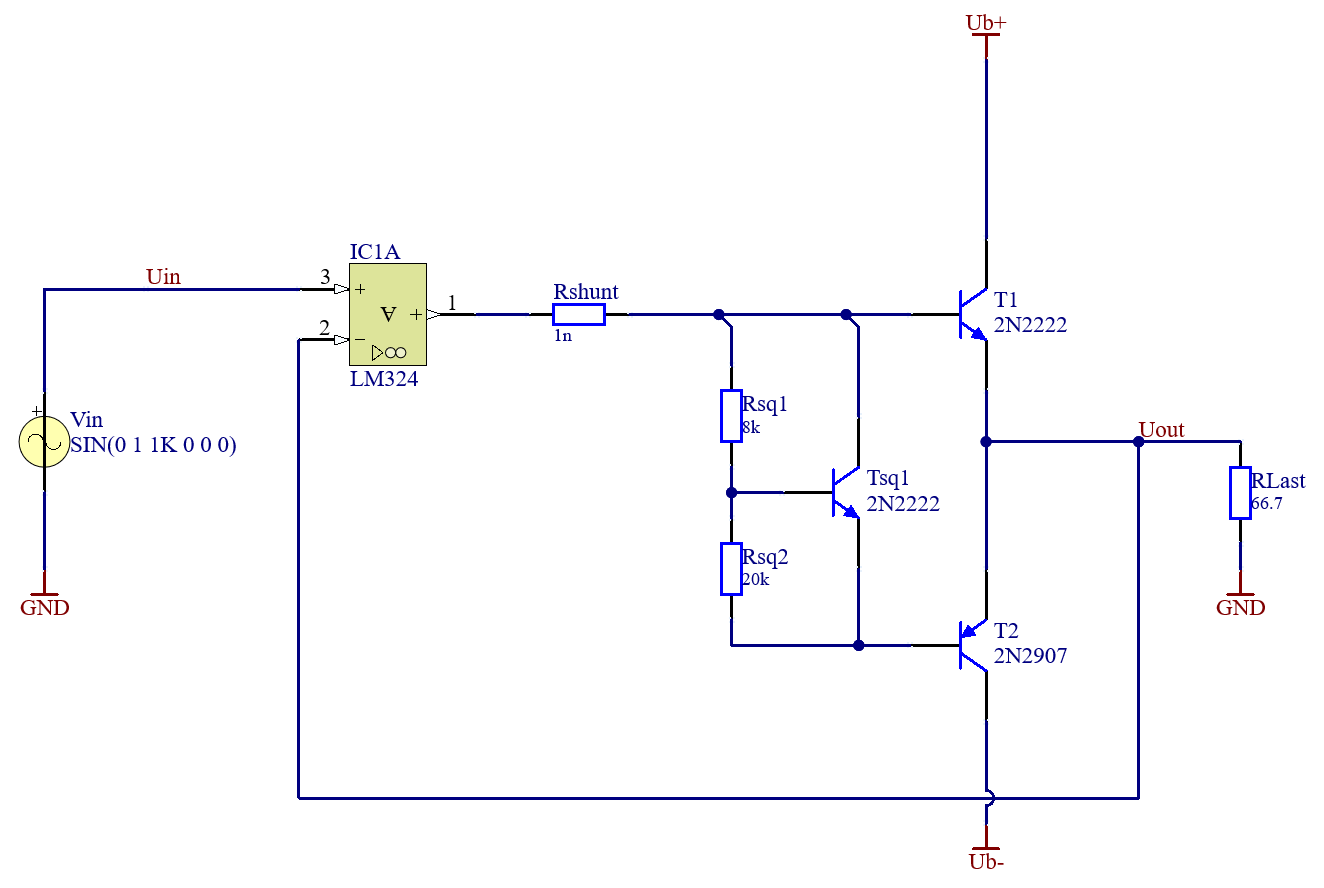 Ub+
IC1A
Uin
3
+
Rshunt
1
T1
+
2N2222
2
1n
−
LM324
Rsq1
+
Vin
8k
Uout
SIN(0 1 1K 0 0 0)
Tsq1
RLast
2N2222
66.7
Rsq2
20k
GND
GND
T2
2N2907
Ub-